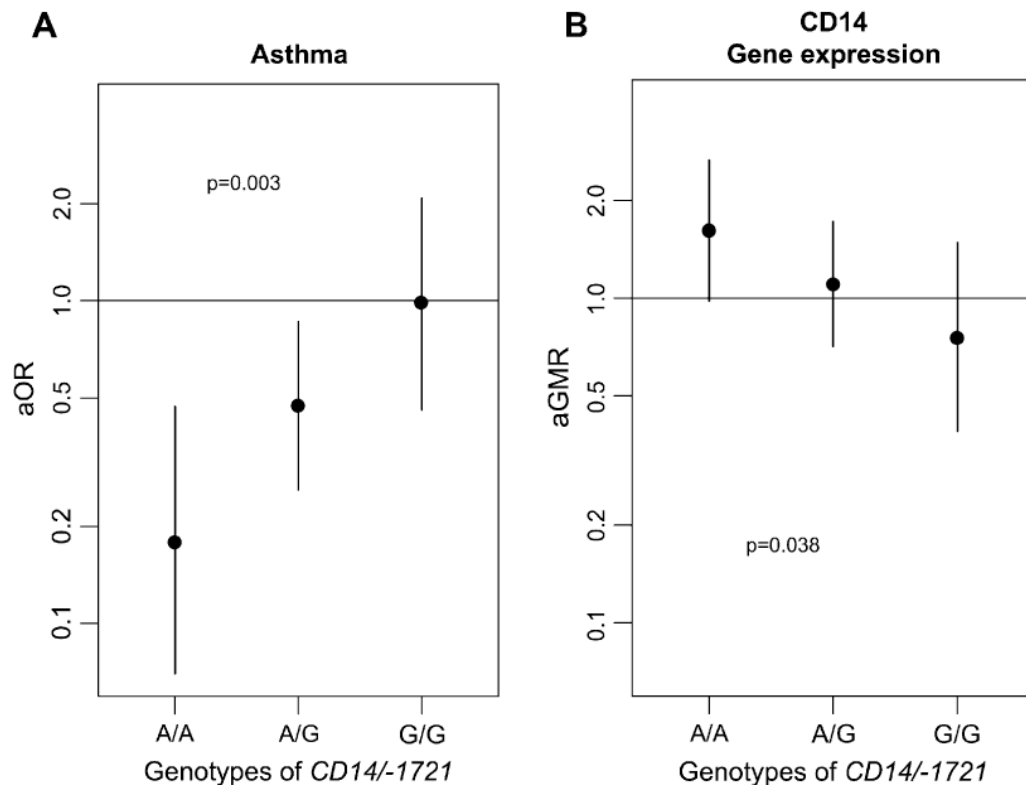 A
Asthma
p=0.003
aOR
2.0
1.0
0.5
0.2
0.1
A/A
A/G
G/G
Genotypes of CD14/-1721
B
CD14
Gene expression
aGMR
2.0
1.0
0.5
0.2
0.1
p=0.038
A/A
A/G
G/G
Genotypes of CD14/-1721